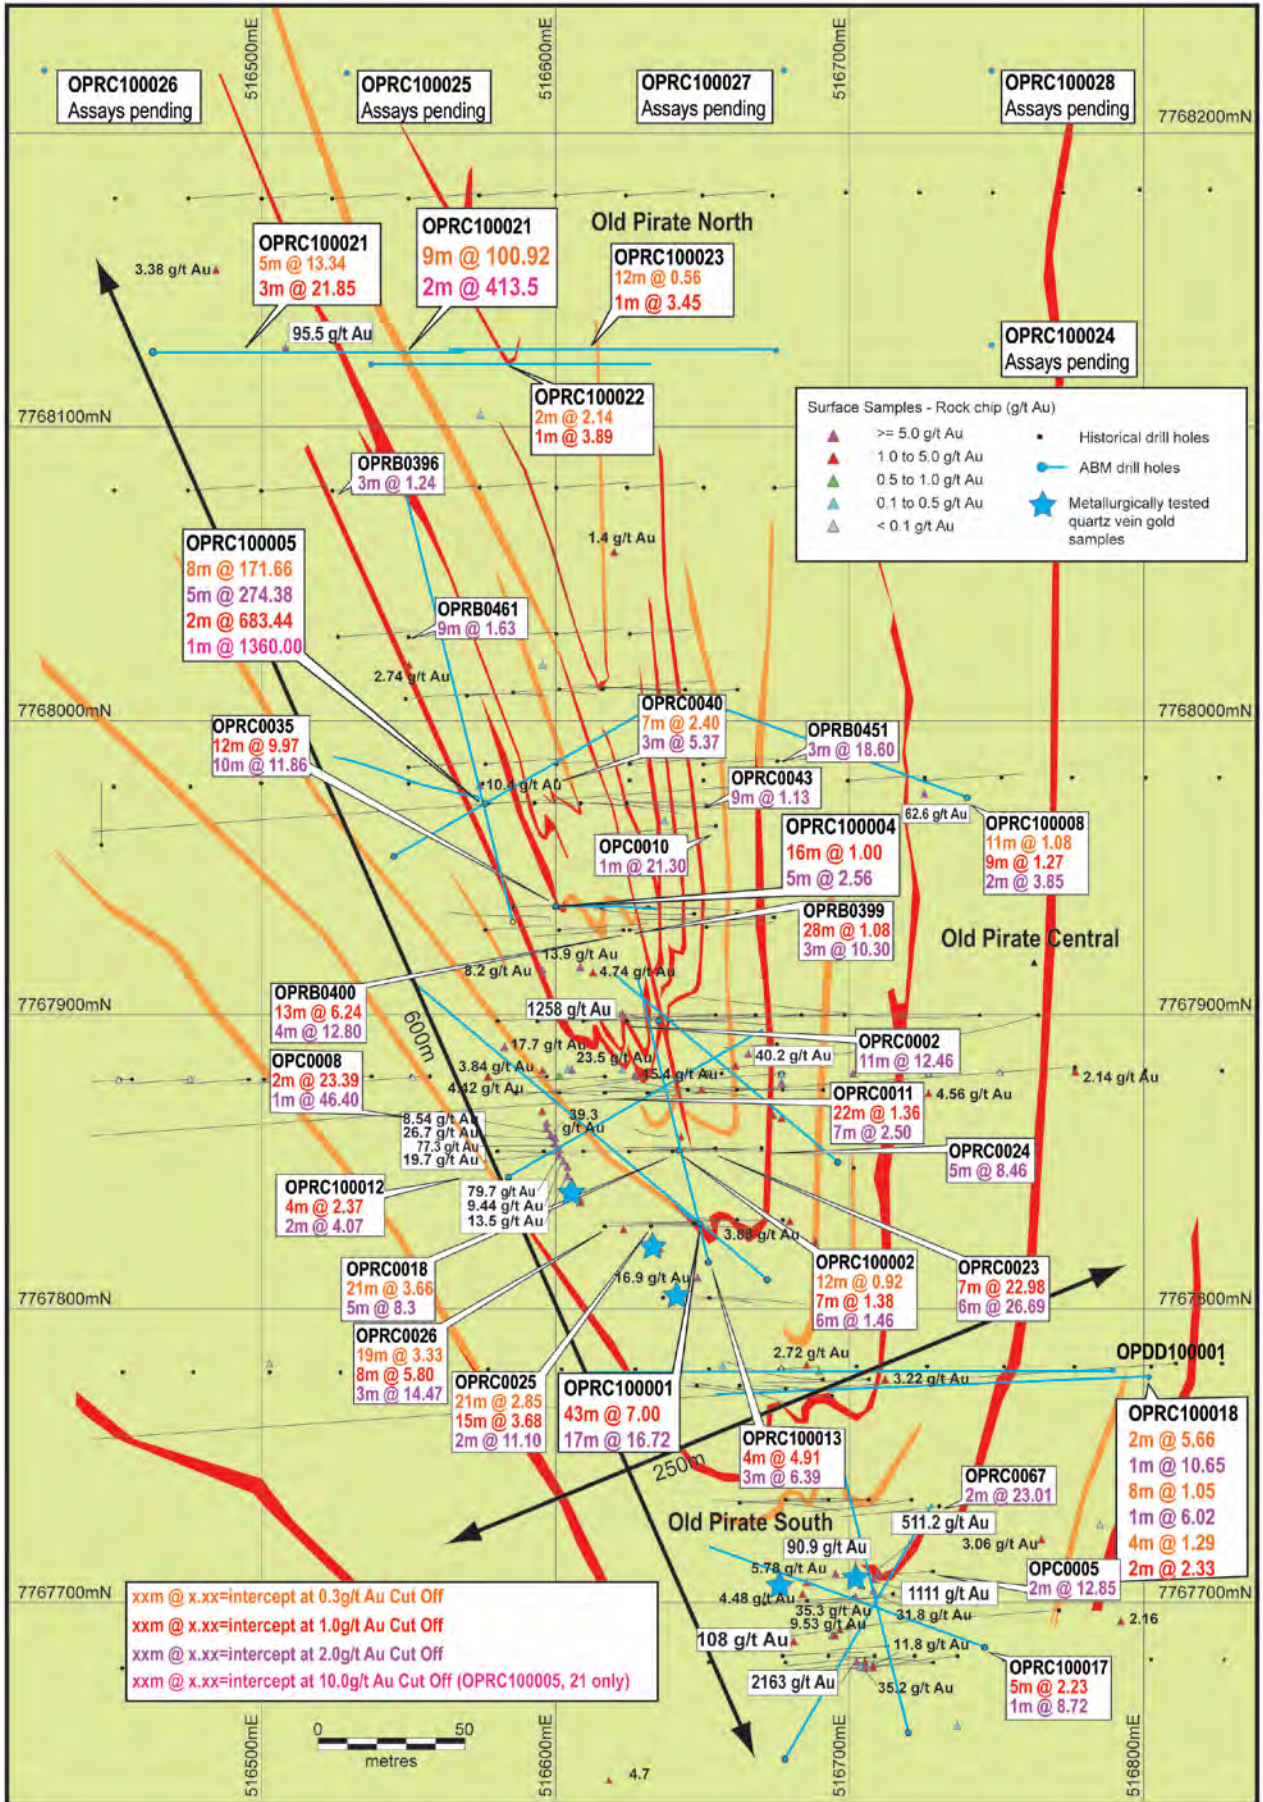 516500mE
516600mE
516700mE
OPRC100026
Assays pending
OPRC100025
Assays pending
OPRC100027
Assays pending
OPRC100028
Assays pending
7768200mN
Old Pirate North
OPRC100021
5m @ 13.34
3m @ 21.85
OPRC100021
9m @ 100.92
2m @ 413.5
OPRC100023
12m @ 0.56
1m @ 3.45
3.38 g/t Au
95.5 g/t Au
OPRC100024
Assays pending
OPRC100022
2m @ 2.14
1m @ 3.89
7768100mN
7768100mN
Surface Samples - Rock chip (g/t Au)
>= 5.0 g/t Au
1.0 to 5.0 g/t Au
0.5 to 1.0 g/t Au
0.1 to 0.5 g/t Au
< 0.1 g/t Au
Historical drill holes
ABM drill holes
Metallurgically tested
quartz vein gold
samples
OPRB0396
3m @ 1.24
1.4 g/t Au
OPRC100005
8m @ 171.66
5m @ 274.38
2m @ 683.44
1m @ 1360.00
OPRB0461
9m @ 1.63
2.74 g/t Au
7768000mN
7768000mN
OPRC0040
7m @ 2.40
3m @ 5.37
OPRB0451
3m @ 18.60
OPRC0035
12m @ 9.97
10m @ 11.86
10.4 g/t Au
OPRC0043
9m @ 1.13
62.6 g/t Au
OPRC100008
11m @ 1.08
9m @ 1.27
2m @ 3.85
OPC0010
1m @ 21.30
OPRC100004
16m @ 1.00
5m @ 2.56
OPRB0399
28m @ 1.08
3m @ 10.30
Old Pirate Central
13.9 g/t Au
8.2 g/t Au
4.74 g/t Au
OPRB0400
13m @ 6.24
4m @ 12.80
1258 g/t Au
7767900mN
600m
OPRC0002
11m @ 12.46
17.7 g/t Au
23.5 g/t Au
40.2 g/t Au
3.84 g/t Au
15.4 g/t Au
4.42 g/t Au
2.14 g/t Au
4.56 g/t Au
OPC0008
2m @ 23.39
1m @ 46.40
OPRC0011
22m @ 1.36
7m @ 2.50
8.54 g/t Au
26.7 g/t Au
77.3 g/t Au
19.7 g/t Au
39.3
g/t Au
OPRC0024
5m @ 8.46
OPRC100012
4m @ 2.37
2m @ 4.07
79.7 g/t Au
9.44 g/t Au
13.5 g/t Au
3.88 g/t Au
OPRC0018
21m @ 3.66
5m @ 8.3
OPRC100002
12m @ 0.92
7m @ 1.38
6m @ 1.46
OPRC0023
7m @ 22.98
6m @ 26.69
16.9 g/t Au
7767800mN
7767800mN
OPRC0026
19m @ 3.33
8m @ 5.80
3m @ 14.47
2.72 g/t Au
3.22 g/t Au
OPDD100001
OPRC0025
21m @ 2.85
15m @ 3.68
2m @ 11.10
OPRC100001
43m @ 7.00
17m @ 16.72
OPRC100018
2m @ 5.66
1m @ 10.65
8m @ 1.05
1m @ 6.02
4m @ 1.29
2m @ 2.33
OPRC100013
4m @ 4.91
3m @ 6.39
250m
OPRC0067
2m @ 23.01
Old Pirate South
511.2 g/t Au
90.9 g/t Au
3.06 g/t Au
5.78 g/t Au
OPC0005
2m @ 12.85
4.48 g/t Au
1111 g/t Au
7767700mN
7767700mN
35.3 g/t Au
31.8 g/t Au
9.53 g/t Au
2.16
108 g/t Au
11.8 g/t Au
2163 g/t Au
35.2 g/t Au
OPRC100017
5m @ 2.23
1m @ 8.72
xxm @ x.xx=intercept at 0.3g/t Au Cut Off
xxm @ x.xx=intercept at 1.0g/t Au Cut Off
xxm @ x.xx=intercept at 2.0g/t Au Cut Off
xxm @ x.xx=intercept at 10.0g/t Au Cut Off (OPRC100005, 21 only)
0
50
metres
4.7
516500mE
516600mE
516700mE
516800mE